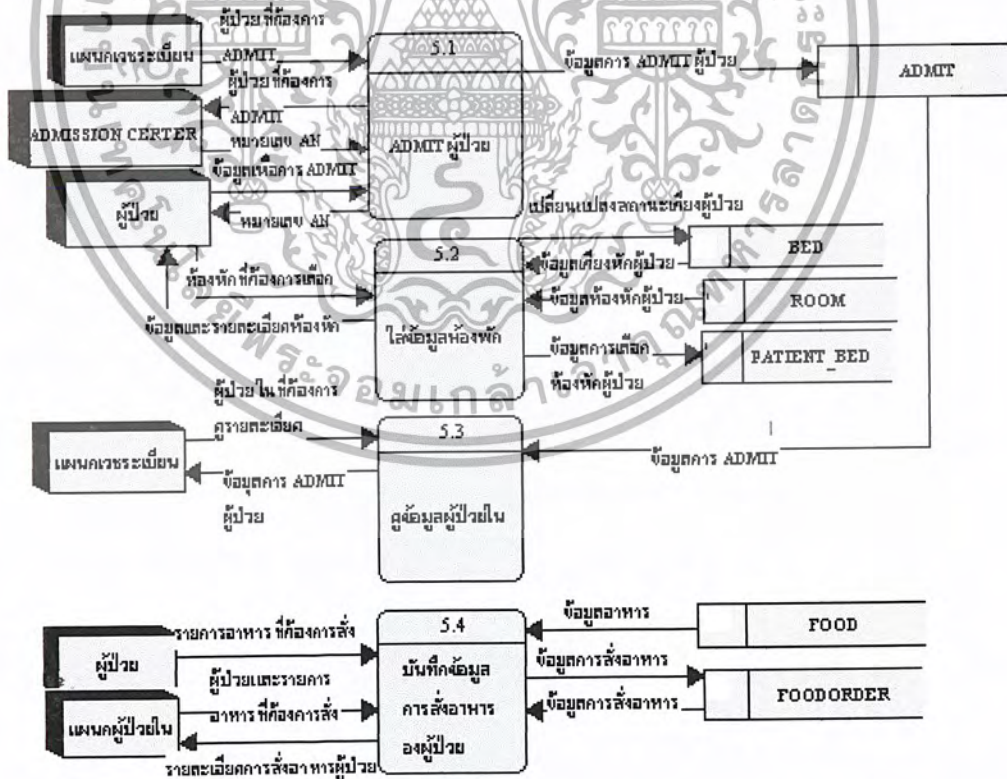 ผู้ป่วยที่ต้องการ
ADMIT
แผนกเวชระเบียน
ผู้ป่วยที่ต้องการ
ADMIT
ADMISSION CERTER
หมายเลข AN
ข้อมูลเพื่อการ ADMIT
ผู้ป่วย
หมายเลข AN
5.1
ADMIT ผู้ป่วย
ข้อมูลการ ADMIT ผู้ป่วย
ADMIT
ห้องพักที่ต้องการเลือก
ข้อมูลและรายละเอียดห้องพัก
5.2
ใส่ข้อมูลห้องพัก
เปลี่ยนแปลงสถานะเตียงผู้ป่วย
BED
ข้อมูลเตียงพักผู้ป่วย
ข้อมูลห้องพักผู้ป่วย
ROOM
ข้อมูลการเลือก
ห้องพักผู้ป่วย
PATIENT_BED
พระจอมเกล้า
ผู้ป่วยในที่ต้องการ
ดูรายละเอียด
แผนกเวชระเบียน
ข้อมูลการ ADMIT
ผู้ป่วย
5.3
ดูข้อมูลผู้ป่วยใน
ข้อมูลการ ADMIT
รายการอาหารที่ต้องการสั่ง
ผู้ป่วย
ผู้ป่วยและรายการ
อาหารที่ต้องการสั่ง
แผนกผู้ป่วยใน
รายละเอียดการสั่งอาหารผู้ป่วย
5.4
บันทึกข้อมูล
การสั่งอาหาร
องผู้ป่วย
ข้อมูลอาหาร
FOOD
ข้อมูลการสั่งอาหาร
ข้อมูลการสั่งอาหาร
FOODORDER